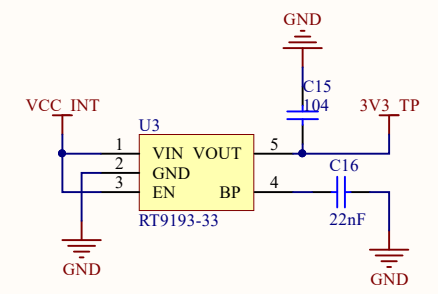 GND
C15
104
VCC_INT
3V3_TP
U3
1 VIN VOUT 5
2 GND
3 EN BP 4
C16
22nF
RT9193-33
GND
GND